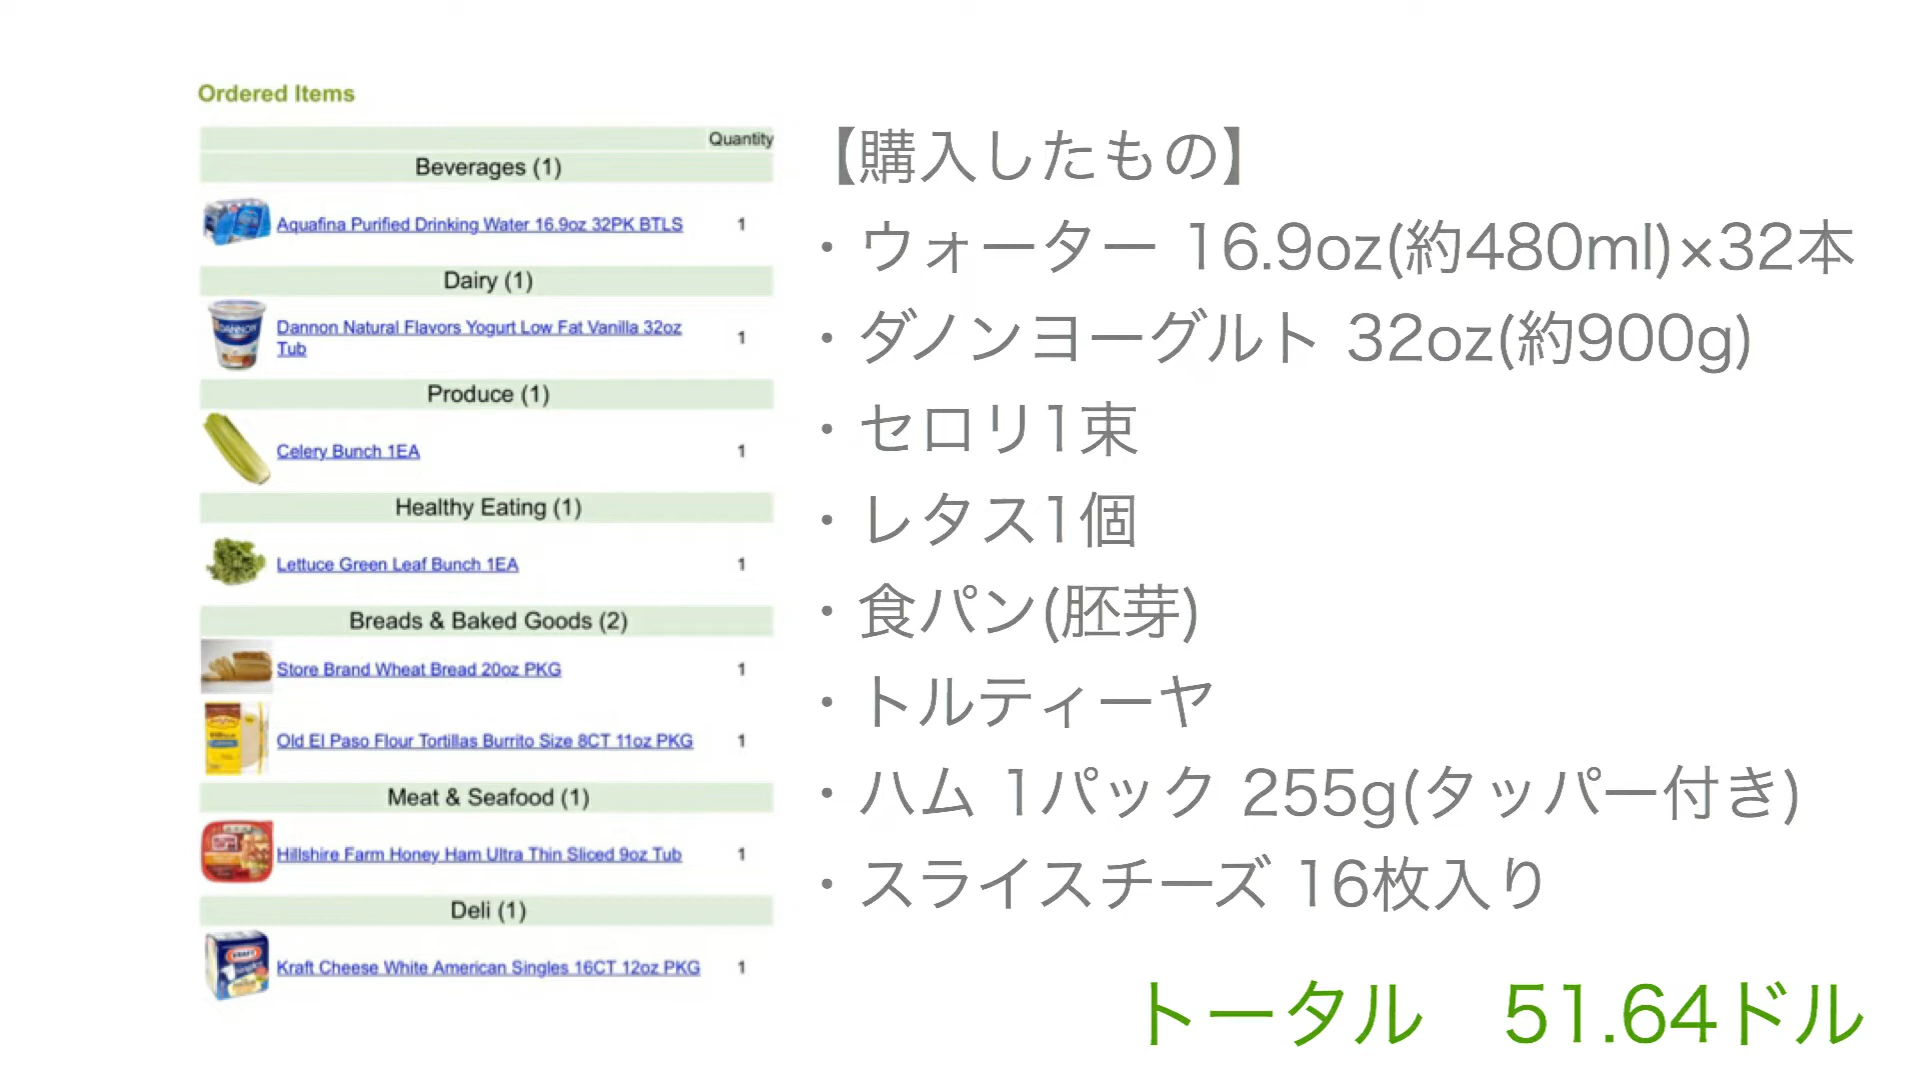 Ordered Items
Quantity
Beverages (1)
Aquafina Purified Drinking Water 16.9oz 32PK BTLS 1
Dairy (1)
DANNON
Dannon Natural Flavors Yogurt Low Fat Vanilla 32oz
Tub 1
Produce (1)
Celery Bunch 1EA 1
Healthy Eating (1)
Lettuce Green Leaf Bunch 1EA 1
Breads & Baked Goods (2)
Store Brand Wheat Bread 20oz PKG 1
Old El Paso Flour Tortillas Burrito Size 8CT 11oz PKG 1
Meat & Seafood (1)
Hillshire Farm Honey Ham Ultra Thin Sliced 9oz Tub 1
Deli (1)
KRAFT
Kraft Cheese White American Singles 16CT 12oz PKG 1
【購入したもの】
・ウォーター 16.9oz(約480ml)×32本
・ダノンヨーグルト 32oz(約900g)
・セロリ1束
・レタス1個
・食パン(胚芽)
・トルティーヤ
・ハム 1パック 255g(タッパー付き)
・スライスチーズ 16枚入り
トータル　51.64ドル